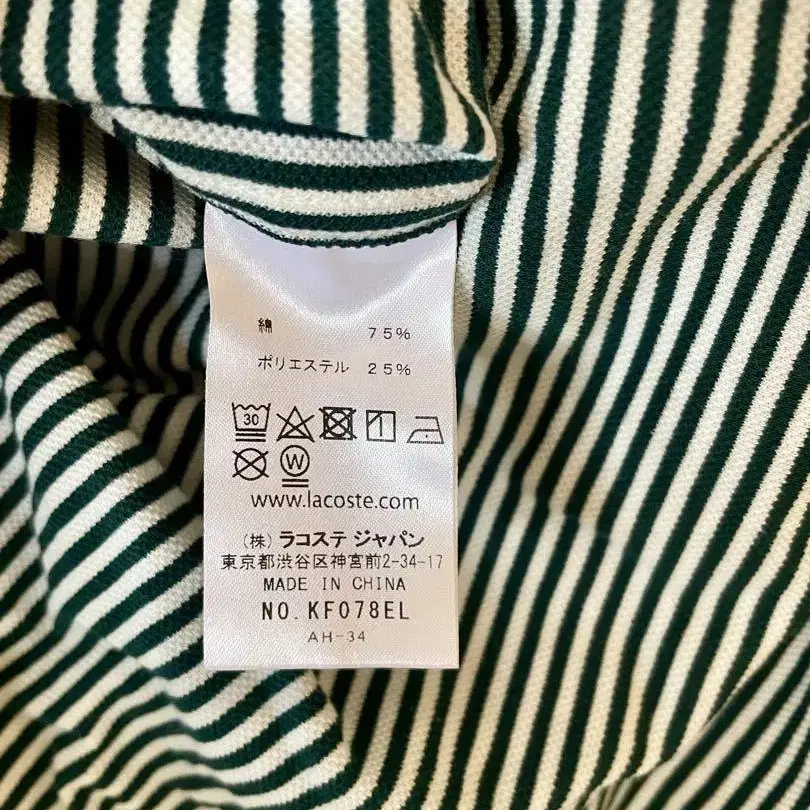 綿 75%
ポリエステル 25%
30
W
www.lacoste.com
(株) ラコステ ジャパン
東京都渋谷区神宮前2-34-17
MADE IN CHINA
NO. KF078EL
AH-34